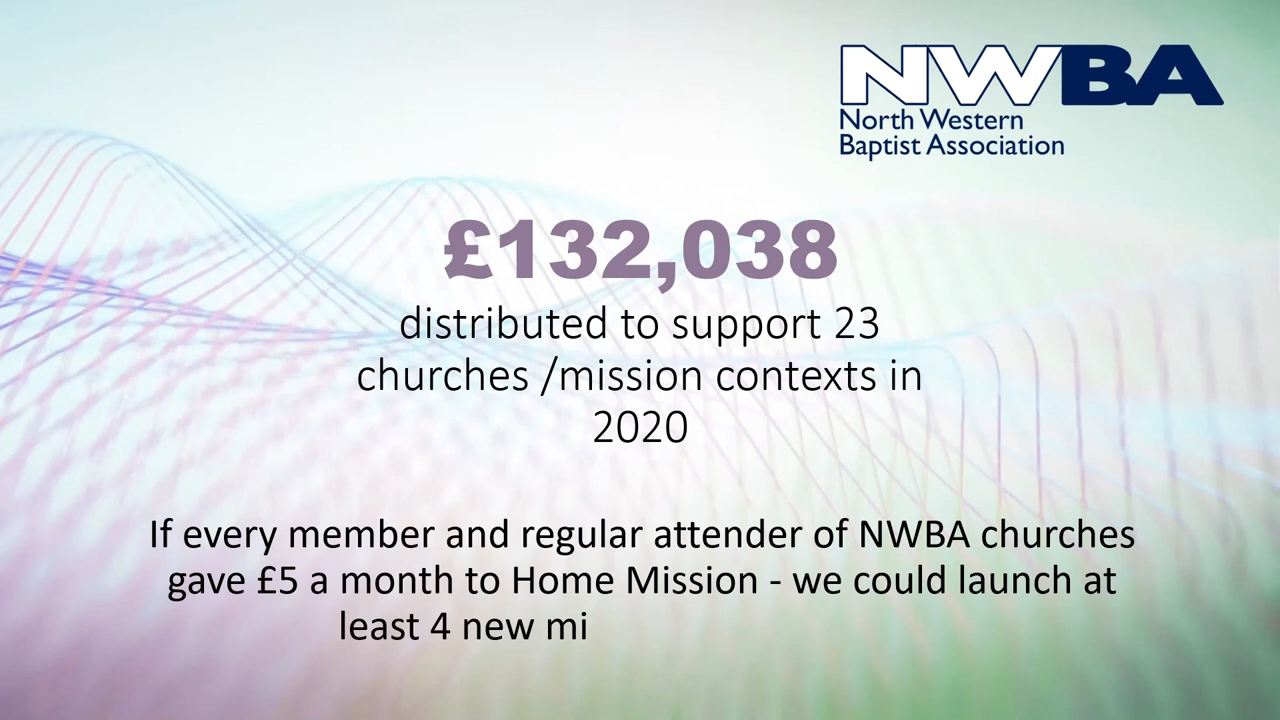 NWBA
North Western
Baptist Association
£132,038
distributed to support 23
churches /mission contexts in
2020
If every member and regular attender of NWBA churches
gave £5 a month to Home Mission - we could launch at
least 4 new mi